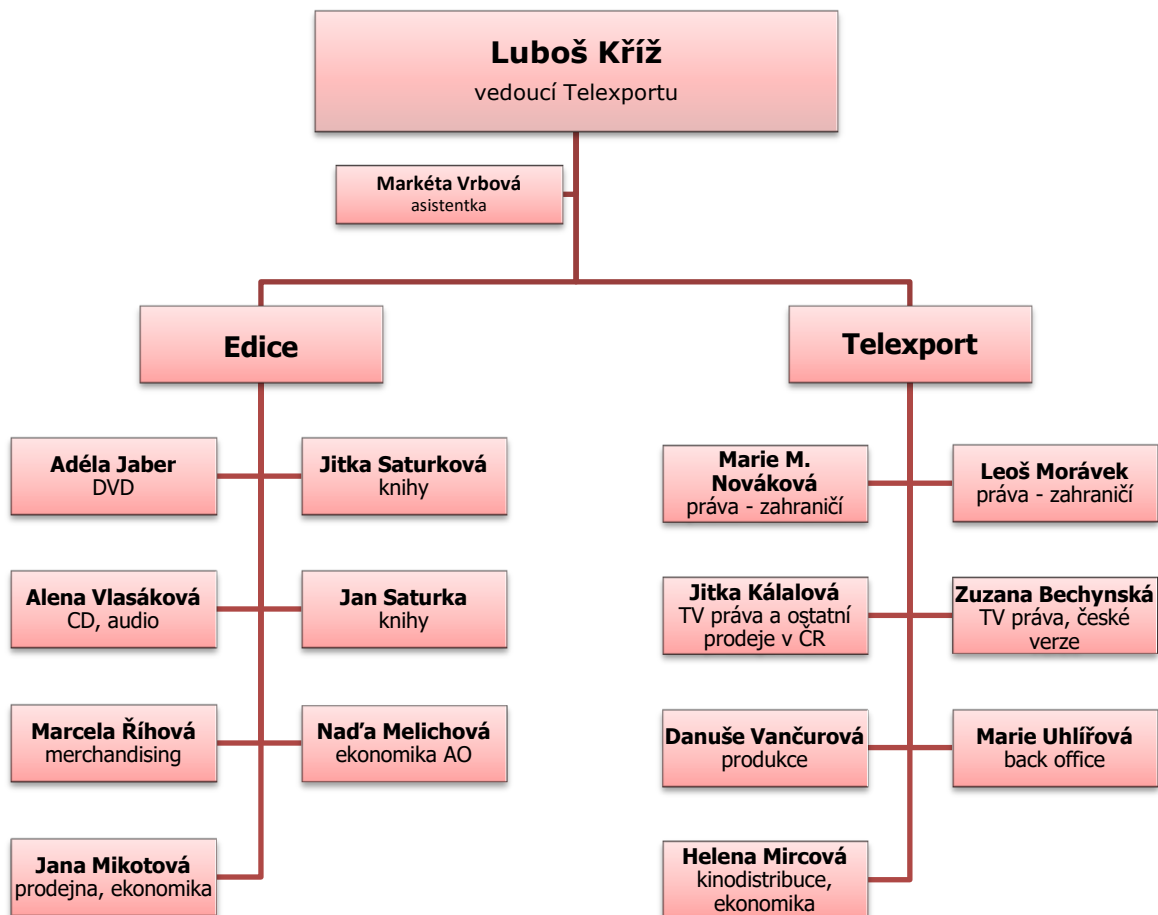 Luboš Kříž
vedoucí Telexportu
Markéta Vrbová
asistentka
Edice
Telexport
Adéla Jaber
DVD
Jitka Saturková
knihy
Marie M.
Nováková
práva - zahraničí
Leoš Morávek
práva - zahraničí
Alena Vlasáková
CD, audio
Jan Saturka
knihy
Jitka Kálalová
TV práva a ostatní
prodeje v ČR
Zuzana Bechynská
TV práva, české
verze
Marcela Říhová
merchandising
Naďa Melichová
ekonomika AO
Danuše Vančurová
produkce
Marie Uhlířová
back office
Jana Mikotová
prodejna, ekonomika
Helena Mircová
kinodistribuce,
ekonomika